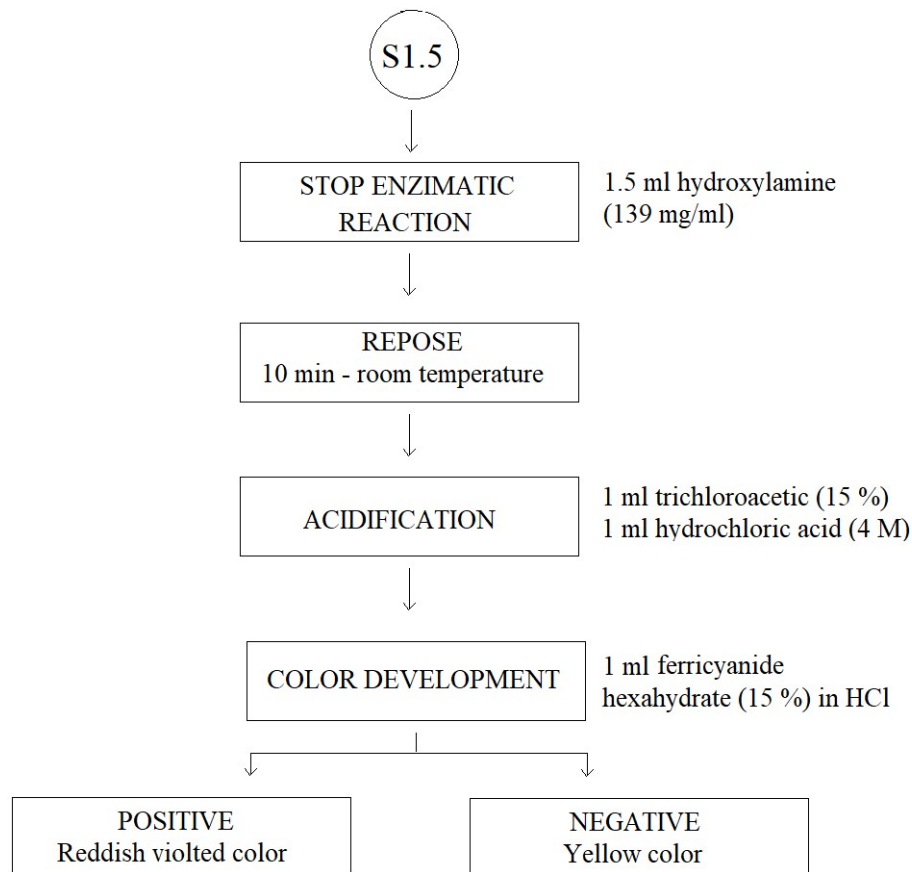 S1.5
STOP ENZIMATIC
REACTION
1.5 ml hydroxylamine
(139 mg/ml)
REPOSE
10 min - room temperature
ACIDIFICATION
1 ml trichloroacetic (15 %)
1 ml hydrochloric acid (4 M)
COLOR DEVELOPMENT
1 ml ferricyanide
hexahydrate (15 %) in HCl
POSITIVE
Reddish violted color
NEGATIVE
Yellow color